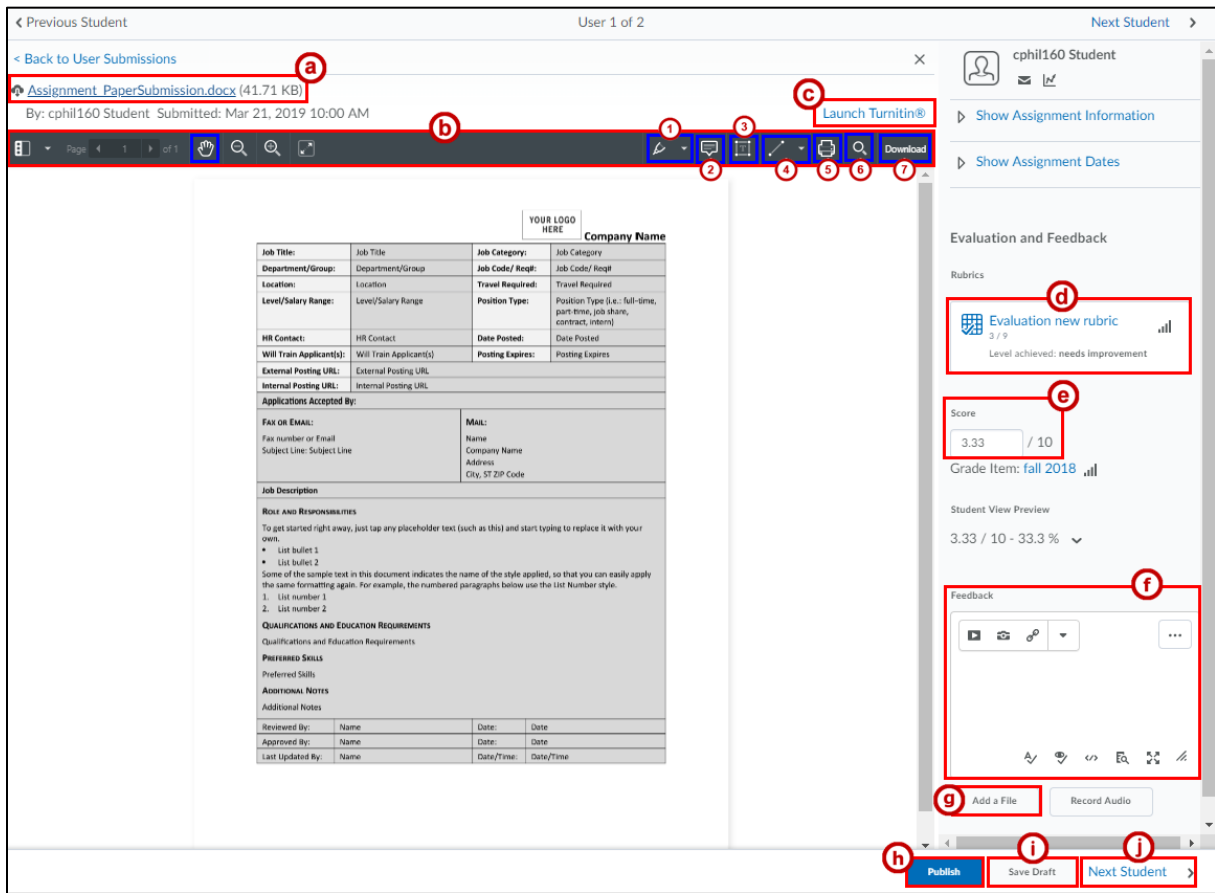 Previous Student
User 1 of 2
Next Student
< Back to User Submissions
a
Assignment_PaperSubmission.docx (41.71 KB)
By: cphil160 Student Submitted: Mar 21, 2019 10:00 AM
c
Launch Turnitin®
b
Page 1 of 1
1
3
T
Download
2
4
5
6
7
YOUR LOGO
HERE
Company Name
Job Title: Job Title Job Category: Job Category
Department/Group: Department/Group Job Code/ Req#: Job Code/ Req#
Location: Location Travel Required: Travel Required
Level/Salary Range: Level/Salary Range Position Type: Position Type (i.e.: full-time,
part-time, job share,
contract, intern)
HR Contact: HR Contact Date Posted: Date Posted
Will Train Applicant(s): Will Train Applicant(s) Posting Expires: Posting Expires
External Posting URL: External Posting URL
Internal Posting URL: Internal Posting URL
Applications Accepted By:
FAX OR EMAIL:
Fax number or Email
Subject Line: Subject Line
MAIL:
Name
Company Name
Address
City, ST ZIP Code
Job Description
ROLE AND RESPONSIBILITIES
To get started right away, just tap any placeholder text (such as this) and start typing to replace it with your
own.
• List bullet 1
• List bullet 2
Some of the sample text in this document indicates the name of the style applied, so that you can easily apply
the same formatting again. For example, the numbered paragraphs below use the List Number style.
1. List number 1
2. List number 2
QUALIFICATIONS AND EDUCATION REQUIREMENTS
Qualifications and Education Requirements
PREFERRED SKILLS
Preferred Skills
ADDITIONAL NOTES
Additional Notes
Reviewed By: Name Date: Date
Approved By: Name Date: Date
Last Updated By: Name Date/Time: Date/Time
cphil160 Student
Show Assignment Information
Show Assignment Dates
Evaluation and Feedback
Rubrics
d
Evaluation new rubric
3 / 9
Level achieved: needs improvement
e
Score
3.33 / 10
Grade Item: fall 2018
Student View Preview
3.33 / 10 - 33.3 %
f
Feedback
g
Add a File
Record Audio
h
Publish
i
Save Draft
j
Next Student